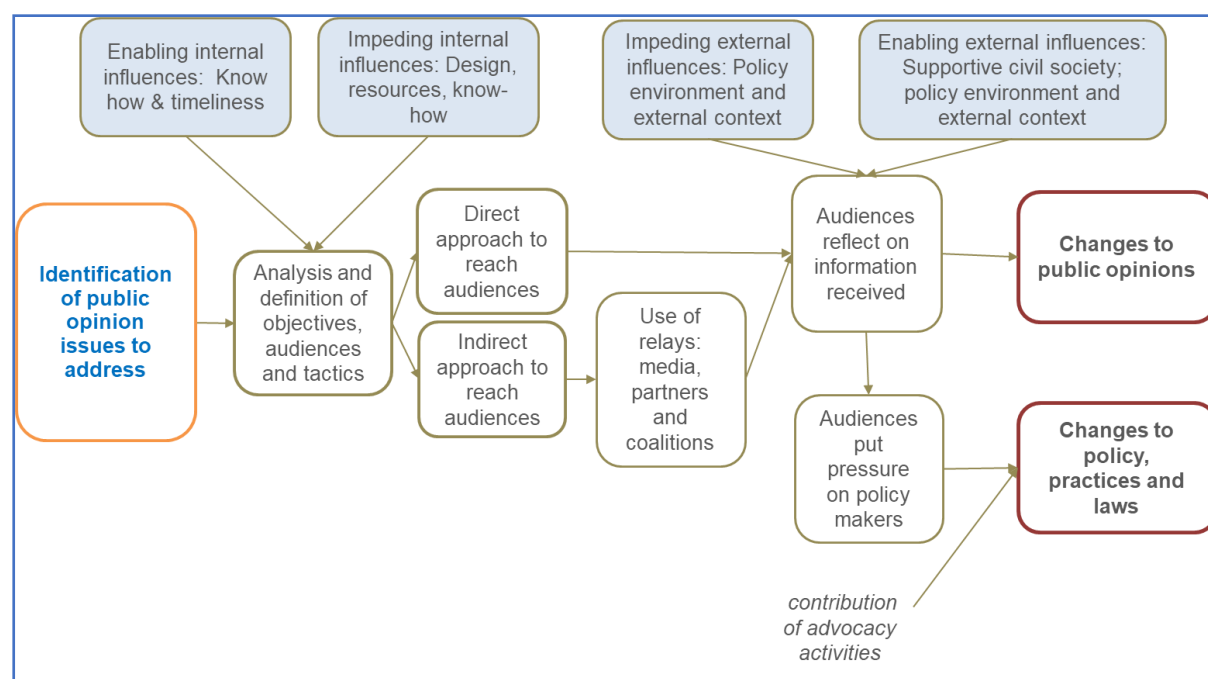 Enabling internal
influences:  Know
how & timeliness
Impeding internal
influences: Design,
resources, know-
how
Impeding external
influences: Policy
environment and
external context
Enabling external influences:
Supportive civil society;
policy environment and
external context
Identification
of public
opinion
issues to
address
Analysis and
definition of
objectives,
audiences
and tactics
Direct
approach to
reach
audiences
Indirect
approach to
reach
audiences
Use of
relays:
media,
partners
and
coalitions
Audiences
reflect on
information
received
Changes to
public opinions
Audiences
put
pressure
on policy
makers
Changes to
policy,
practices and
laws
contribution
of advocacy
activities